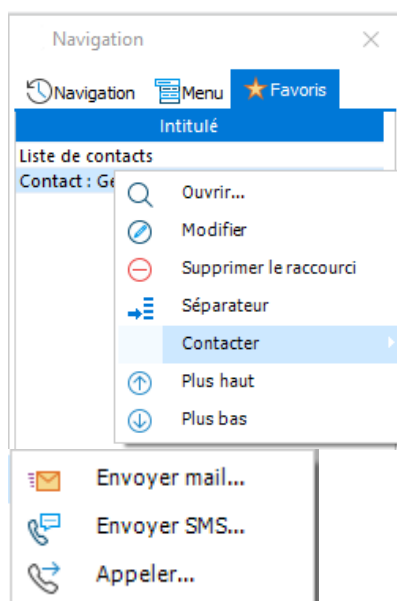 Navigation
Navigation Menu Favoris
Intitulé
Liste de contacts
Contact : Ge
Ouvrir...
Modifier
Supprimer le raccourci
Séparateur
Contacter
Plus haut
Plus bas
Envoyer mail...
Envoyer SMS...
Appeler...